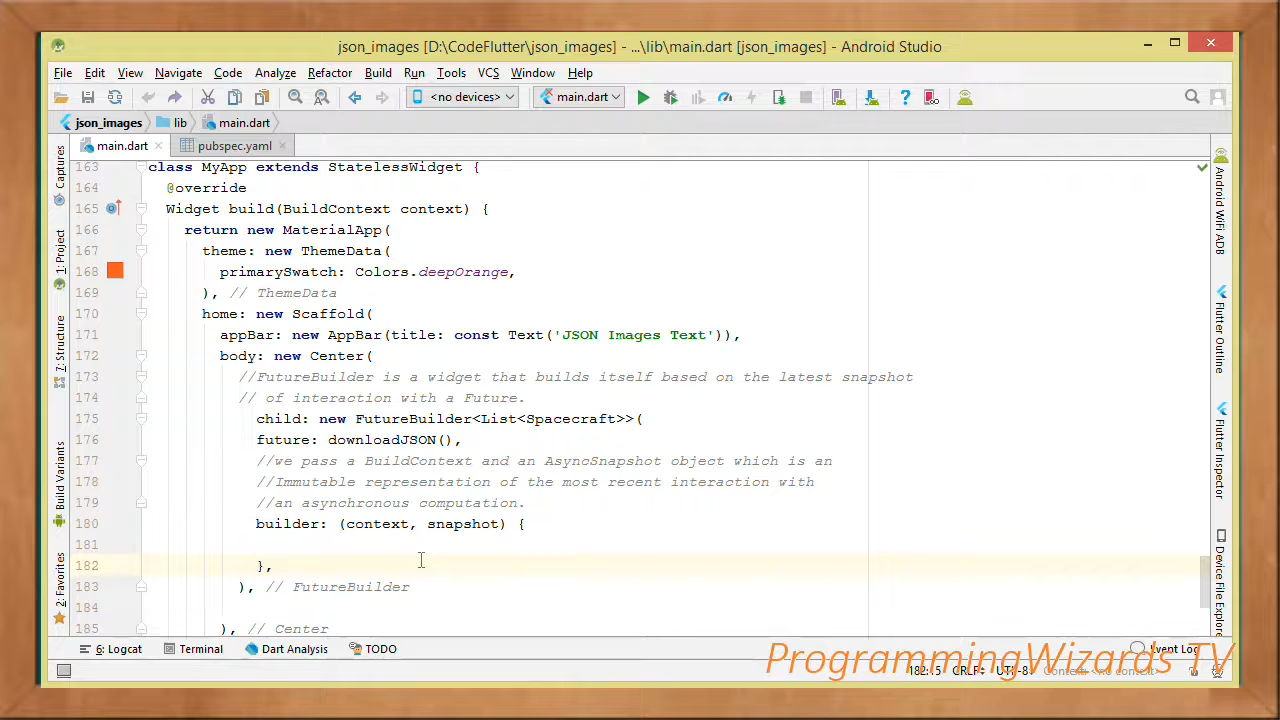 json_images [D:\CodeFlutter\json_images] - ...\lib\main.dart [json_images] - Android Studio
File Edit View Navigate Code Analyze Refactor Build Run Tools VCS Window Help
<no devices> main.dart
json_images lib main.dart
main.dart pubspec.yaml
163 class MyApp extends StatelessWidget {
164 @override
165 Widget build(BuildContext context) {
166 return new MaterialApp(
167 theme: new ThemeData(
168 primarySwatch: Colors.deepOrange,
169 ), // ThemeData
170 home: new Scaffold(
171 appBar: new AppBar(title: const Text('JSON Images Text')),
172 body: new Center(
173 //FutureBuilder is a widget that builds itself based on the latest snapshot
174 // of interaction with a Future.
175 child: new FutureBuilder<List<Spacecraft>>(
176 future: downloadJSON(),
177 //we pass a BuildContext and an AsyncSnapshot object which is an
178 //Immutable representation of the most recent interaction with
179 //an asynchronous computation.
180 builder: (context, snapshot) {
181
182 },
183 ), // FutureBuilder
184
185 ), // Center
Captures
1: Project
7: Structure
Build Variants
2: Favorites
Android WiFi ADB
Flutter Outline
Flutter Inspector
Device File Explorer
6: Logcat Terminal Dart Analysis TODO Event Log
ProgrammingWizards TV
182:15 CRLF UTF-8 Context: <no context>